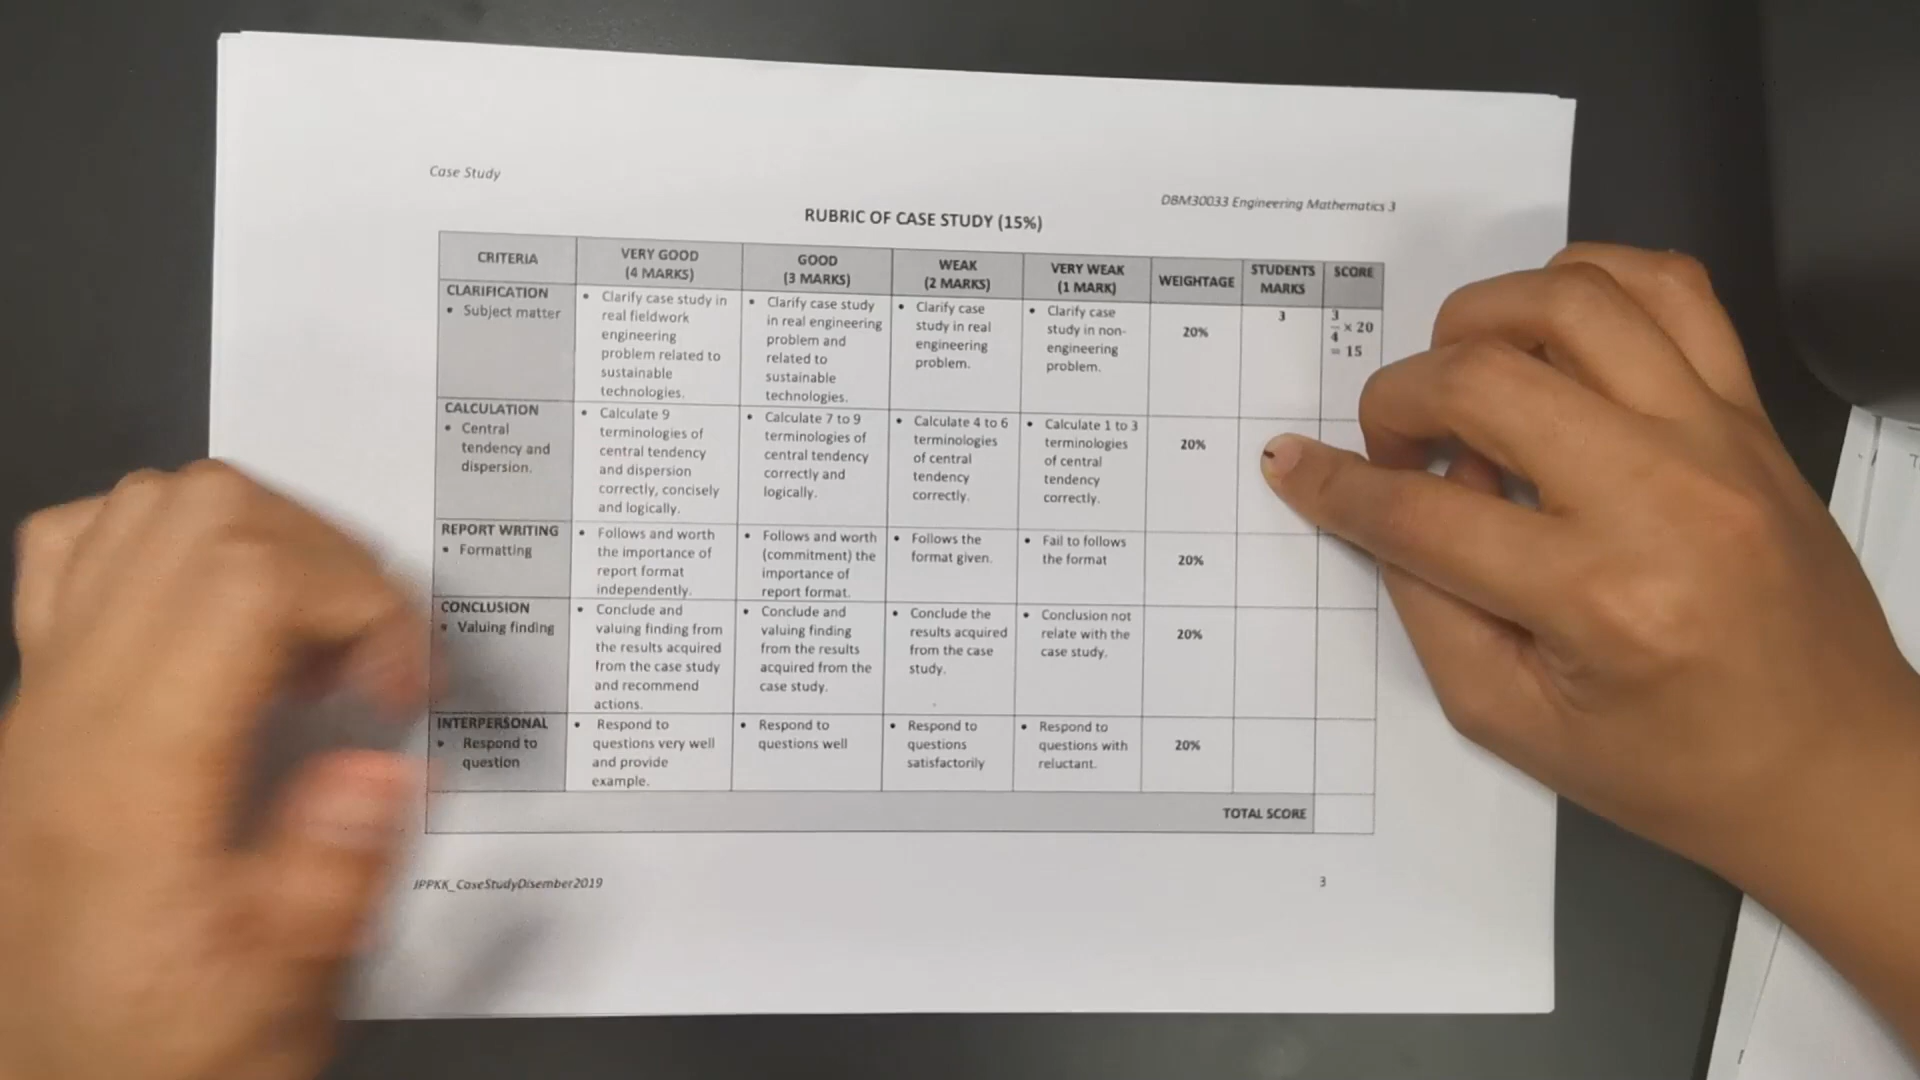 Case Study
DBM30033 Engineering Mathematics 3
RUBRIC OF CASE STUDY (15%)
CRITERIA
VERY GOOD
(4 MARKS)
GOOD
(3 MARKS)
WEAK
(2 MARKS)
VERY WEAK
(1 MARK)
WEIGHTAGE
STUDENTS
MARKS
SCORE
CLARIFICATION
• Subject matter
• Clarify case study in
real fieldwork
engineering
problem related to
sustainable
technologies.
• Clarify case study
in real engineering
problem and
related to
sustainable
technologies.
• Clarify case
study in real
engineering
problem.
• Clarify case
study in non-
engineering
problem.
20%
3
3
4
× 20
= 15
CALCULATION
• Central
tendency and
dispersion.
• Calculate 9
terminologies of
central tendency
and dispersion
correctly, concisely
and logically.
• Calculate 7 to 9
terminologies of
central tendency
correctly and
logically.
• Calculate 4 to 6
terminologies
of central
tendency
correctly.
• Calculate 1 to 3
terminologies
of central
tendency
correctly.
20%
REPORT WRITING
• Formatting
• Follows and worth
the importance of
report format
independently.
• Follows and worth
(commitment) the
importance of
report format.
• Follows the
format given.
• Fail to follows
the format
20%
CONCLUSION
• Valuing finding
• Conclude and
valuing finding from
the results acquired
from the case study
and recommend
actions.
• Conclude and
valuing finding
from the results
acquired from the
case study.
• Conclude the
results acquired
from the case
study.
• Conclusion not
relate with the
case study.
20%
INTERPERSONAL
• Respond to
question
• Respond to
questions very well
and provide
example.
• Respond to
questions well
• Respond to
questions
satisfactorily
• Respond to
questions with
reluctant.
20%
TOTAL SCORE
JPPKK_CaseStudyDisember2019
3